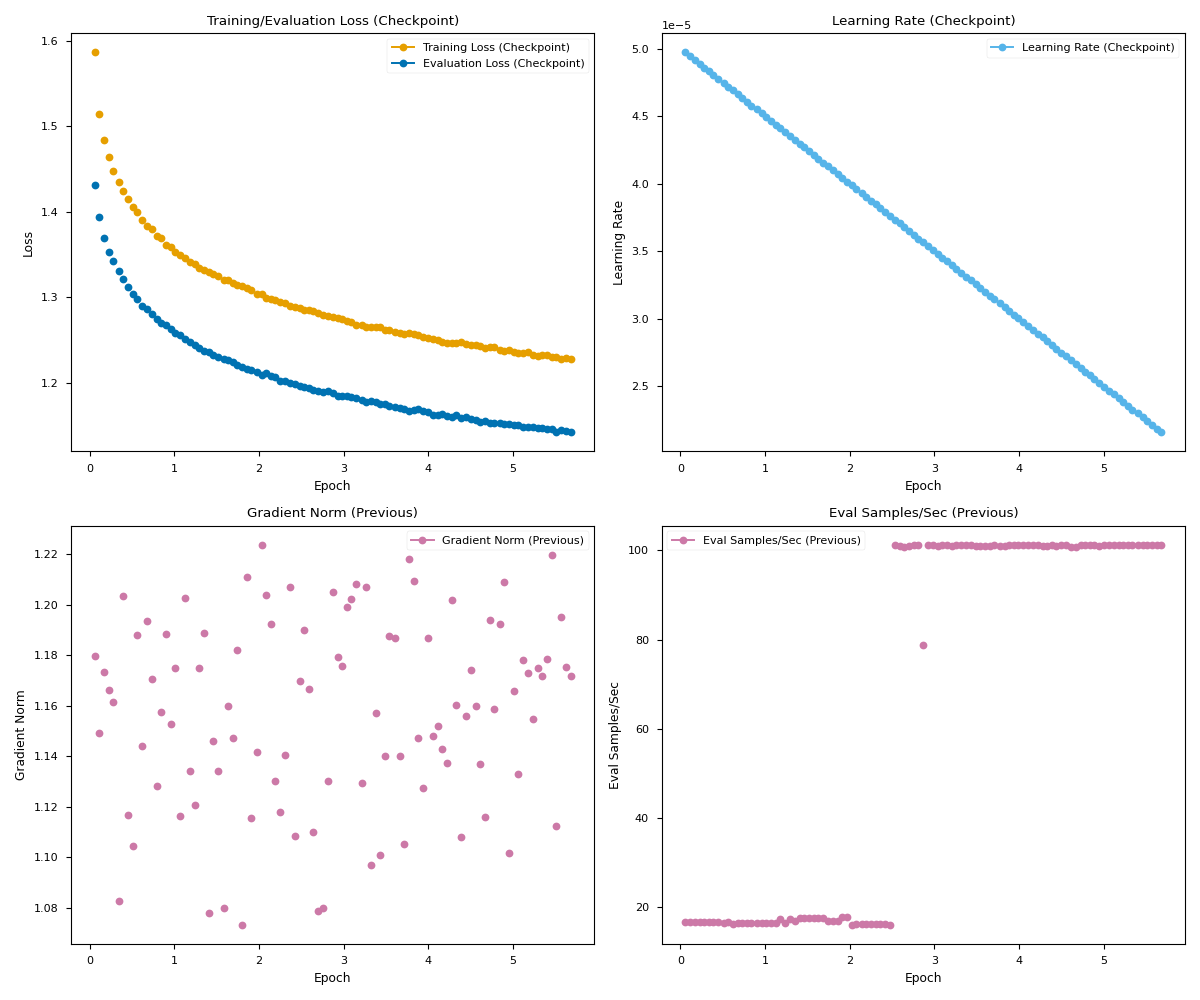 Training/Evaluation Loss (Checkpoint)
1.6
1.5
1.4
1.3
1.2
Loss
0 1 2 3 4 5
Epoch
Training Loss (Checkpoint)
Evaluation Loss (Checkpoint)
Learning Rate (Checkpoint)
1e−5
5.0
4.5
4.0
3.5
3.0
2.5
Learning Rate
0 1 2 3 4 5
Epoch
Learning Rate (Checkpoint)
Gradient Norm (Previous)
1.22
1.20
1.18
1.16
1.14
1.12
1.10
1.08
Gradient Norm
0 1 2 3 4 5
Epoch
Gradient Norm (Previous)
Eval Samples/Sec (Previous)
100
80
60
40
20
Eval Samples/Sec
0 1 2 3 4 5
Epoch
Eval Samples/Sec (Previous)